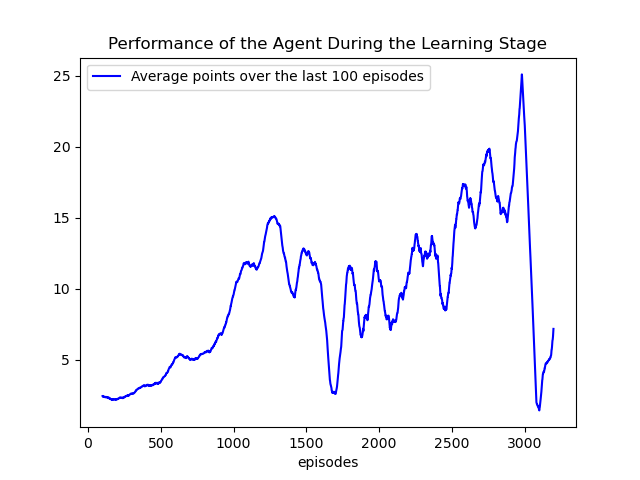 Performance of the Agent During the Learning Stage
Average points over the last 100 episodes
25
20
15
10
5
0 500 1000 1500 2000 2500 3000
episodes